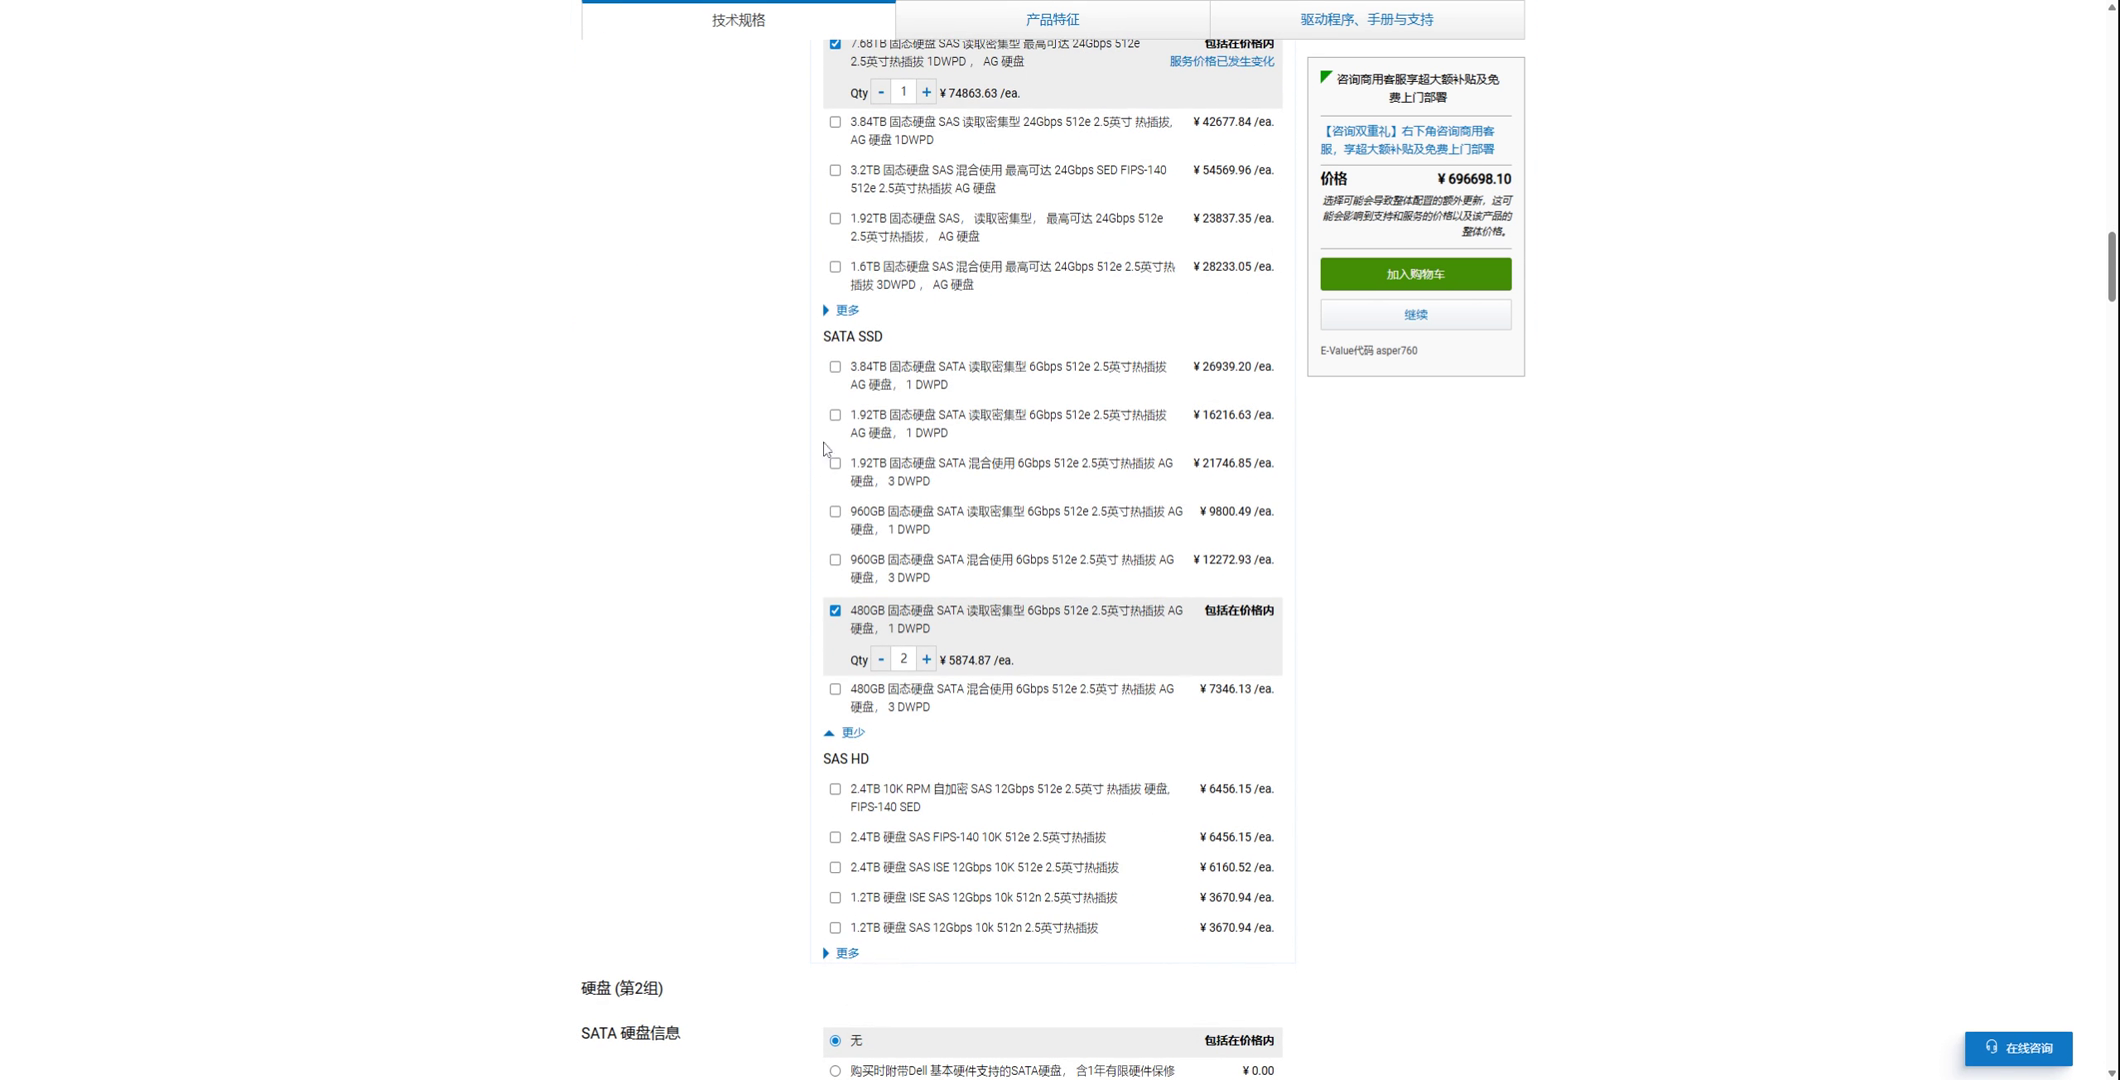 技术规格
产品特征
驱动程序、手册与支持
7.68TB 固态硬盘 SAS 读取密集型 最高可达 24Gbps 512e
2.5英寸热插拔 1DWPD， AG 硬盘
包括在价格内
服务价格已发生变化
Qty - 1 + ¥ 74863.63 /ea.
3.84TB 固态硬盘 SAS 读取密集型 24Gbps 512e 2.5英寸 热插拔, ¥ 42677.84 /ea.
AG 硬盘 1DWPD
3.2TB 固态硬盘 SAS 混合使用 最高可达 24Gbps SED FIPS-140 ¥ 54569.96 /ea.
512e 2.5英寸热插拔 AG 硬盘
1.92TB 固态硬盘 SAS， 读取密集型， 最高可达 24Gbps 512e ¥ 23837.35 /ea.
2.5英寸热插拔， AG 硬盘
1.6TB 固态硬盘 SAS 混合使用 最高可达 24Gbps 512e 2.5英寸热 ¥ 28233.05 /ea.
插拔 3DWPD， AG 硬盘
更多
SATA SSD
3.84TB 固态硬盘 SATA 读取密集型 6Gbps 512e 2.5英寸热插拔 ¥ 26939.20 /ea.
AG 硬盘， 1 DWPD
1.92TB 固态硬盘 SATA 读取密集型 6Gbps 512e 2.5英寸热插拔 ¥ 16216.63 /ea.
AG 硬盘， 1 DWPD
1.92TB 固态硬盘 SATA 混合使用 6Gbps 512e 2.5英寸热插拔 AG ¥ 21746.85 /ea.
硬盘， 3 DWPD
960GB 固态硬盘 SATA 读取密集型 6Gbps 512e 2.5英寸热插拔 AG ¥ 9800.49 /ea.
硬盘， 1 DWPD
960GB 固态硬盘 SATA 混合使用 6Gbps 512e 2.5英寸 热插拔 AG ¥ 12272.93 /ea.
硬盘， 3 DWPD
480GB 固态硬盘 SATA 读取密集型 6Gbps 512e 2.5英寸热插拔 AG 包括在价格内
硬盘， 1 DWPD
Qty - 2 + ¥ 5874.87 /ea.
480GB 固态硬盘 SATA 混合使用 6Gbps 512e 2.5英寸 热插拔 AG ¥ 7346.13 /ea.
硬盘， 3 DWPD
更少
SAS HD
2.4TB 10K RPM 自加密 SAS 12Gbps 512e 2.5英寸 热插拔 硬盘, ¥ 6456.15 /ea.
FIPS-140 SED
2.4TB 硬盘 SAS FIPS-140 10K 512e 2.5英寸热插拔 ¥ 6456.15 /ea.
2.4TB 硬盘 SAS ISE 12Gbps 10K 512e 2.5英寸热插拔 ¥ 6160.52 /ea.
1.2TB 硬盘 ISE SAS 12Gbps 10k 512n 2.5英寸热插拔 ¥ 3670.94 /ea.
1.2TB 硬盘 SAS 12Gbps 10k 512n 2.5英寸热插拔 ¥ 3670.94 /ea.
更多
硬盘 (第2组)
SATA 硬盘信息
无 包括在价格内
购买时附带Dell 基本硬件支持的SATA硬盘， 含1年有限硬件保修 ¥ 0.00
咨询商用客服享超大额补贴及免
费上门部署
【咨询双重礼】右下角咨询商用客
服，享超大额补贴及免费上门部署
价格 ¥ 696698.10
选择可能会导致整体配置的额外更新，这可
能会影响到支持和服务的价格以及该产品的
整体价格。
加入购物车
继续
E-Value代码 asper760
在线咨询